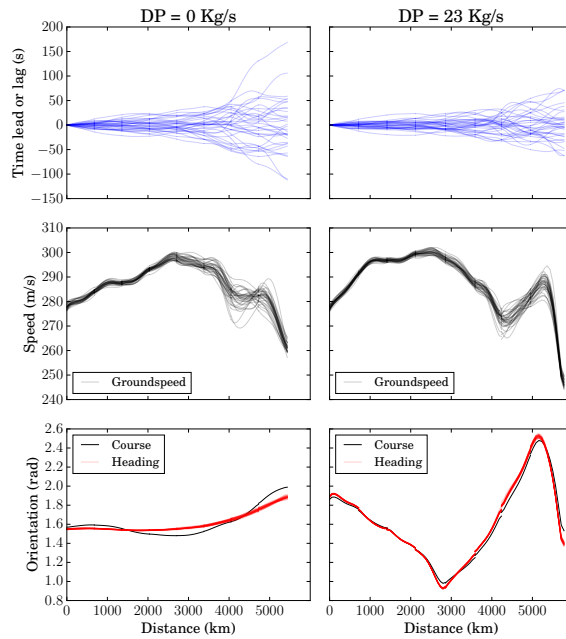 DP = 0 Kg/s
DP = 23 Kg/s
Time lead or lag (s)
200
150
100
50
0
−50
−100
−150
Speed (m/s)
310
300
290
280
270
260
250
240
Groundspeed
Groundspeed
Orientation (rad)
2.6
2.4
2.2
2.0
1.8
1.6
1.4
1.2
1.0
0.8
Course
Heading
Course
Heading
0 1000 2000 3000 4000 5000
0 1000 2000 3000 4000 5000
Distance (km)
Distance (km)